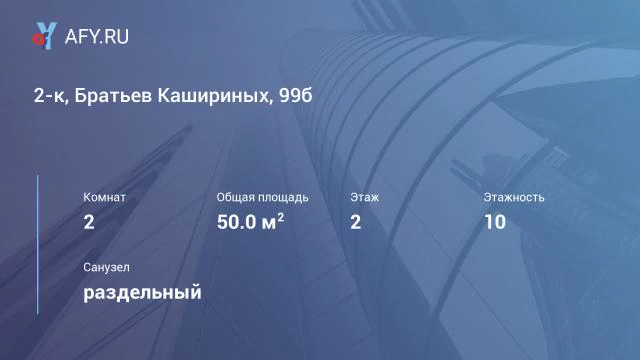 AFY.RU
2-к, Братьев Кашириных, 99б
Комнат
2
Общая площадь
50.0 м²
Этаж
2
Этажность
10
Санузел
раздельный